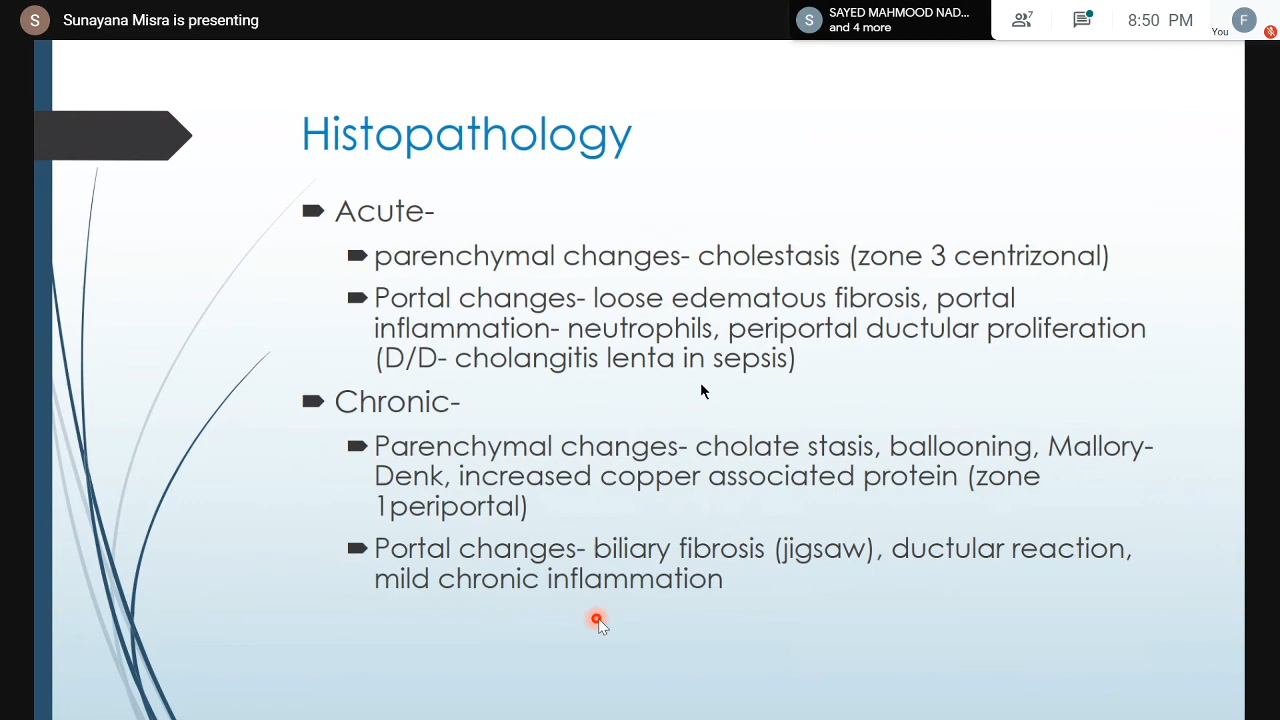 S Sunayana Misra is presenting
S SAYED MAHMOOD NAD...
and 4 more
7
8:50 PM
You F
Histopathology
Acute-
parenchymal changes- cholestasis (zone 3 centrizonal)
Portal changes- loose edematous fibrosis, portal
inflammation- neutrophils, periportal ductular proliferation
(D/D- cholangitis lenta in sepsis)
Chronic-
Parenchymal changes- cholate stasis, ballooning, Mallory-
Denk, increased copper associated protein (zone
1periportal)
Portal changes- biliary fibrosis (jigsaw), ductular reaction,
mild chronic inflammation